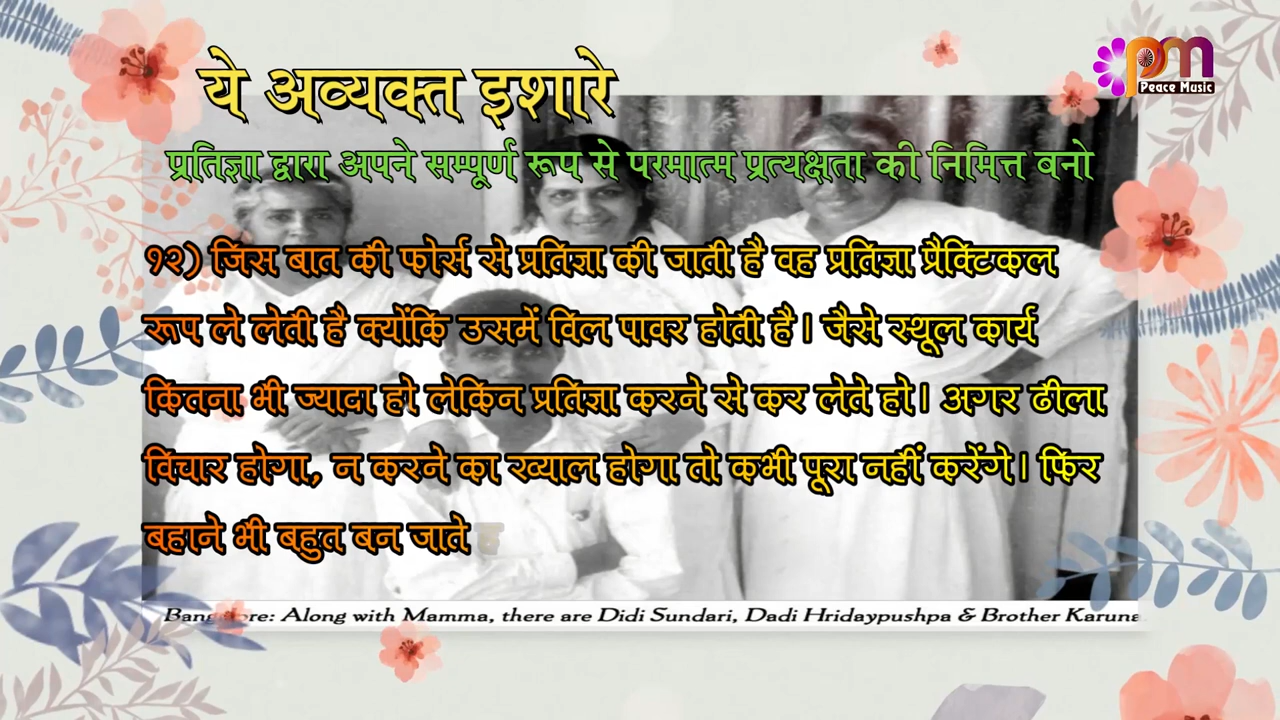 ये अव्यक्त इशारे
pm
Peace Music
प्रतिज्ञा द्वारा अपने सम्पूर्ण रूप से परमात्म प्रत्यक्षता की निमित्त बनो
१२) जिस बात की फोर्स से प्रतिज्ञा की जाती है वह प्रतिज्ञा प्रैक्टिकल
रूप ले लेती है क्योंकि उसमें विल पावर होती है। जैसे स्थूल कार्य
कितना भी ज्यादा हो लेकिन प्रतिज्ञा करने से कर लेते हो। अगर ढीला
विचार होगा, न करने का ख्याल होगा तो कभी पूरा नहीं करेंगे। फिर
बहाने भी बहुत बन जाते
Along with Mamma, there are Didi Sundari, Dadi Hridaypushpa & Brother Karuna